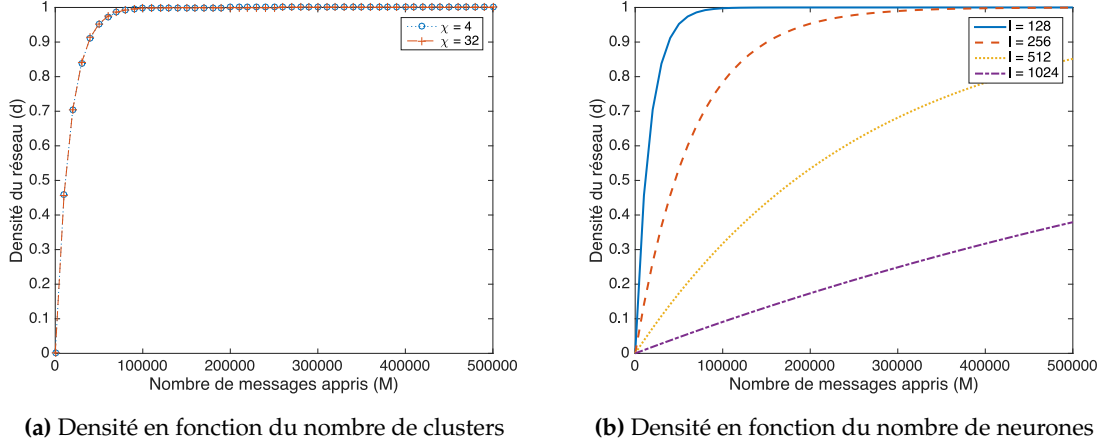 1
0.9
0.8
0.7
0.6
0.5
0.4
0.3
0.2
0.1
0
Densité du réseau (d)
χ = 4
χ = 32
0 100000 200000 300000 400000 500000
Nombre de messages appris (M)
(a) Densité en fonction du nombre de clusters
1
0.9
0.8
0.7
0.6
0.5
0.4
0.3
0.2
0.1
0
Densité du réseau (d)
l = 128
l = 256
l = 512
l = 1024
0 100000 200000 300000 400000 500000
Nombre de messages appris (M)
(b) Densité en fonction du nombre de neurones